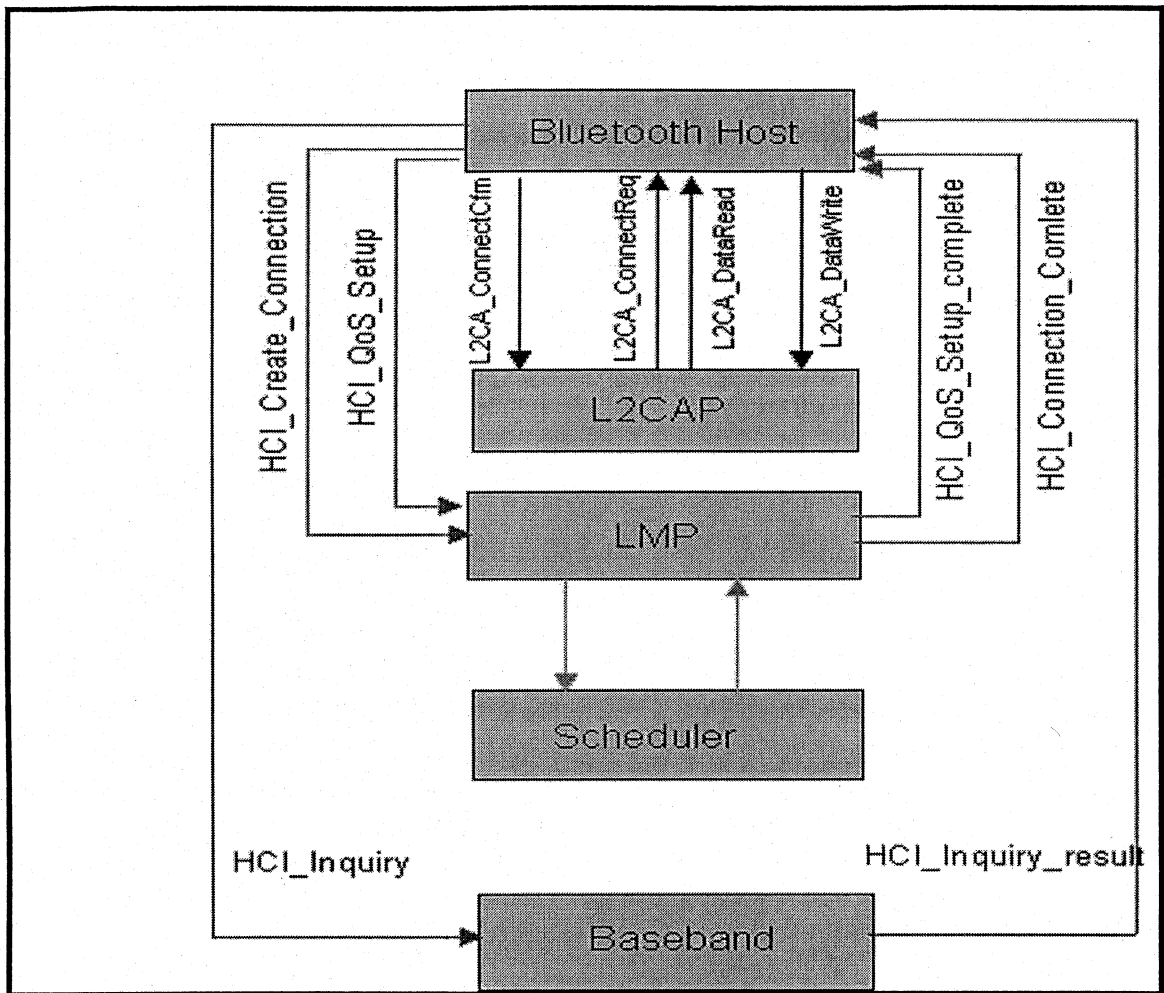 Bluetooth Host
HCI_Create_Connection
HCI_QoS_Setup
L2CA_ConnectCfm
L2CA_ConnectReq
L2CA_DataRead
L2CA_DataWrite
HCI_QoS_Setup_complete
HCI_Connection_Comlete
L2CAP
LMP
Scheduler
HCI_Inquiry
HCI_Inquiry_result
Baseband